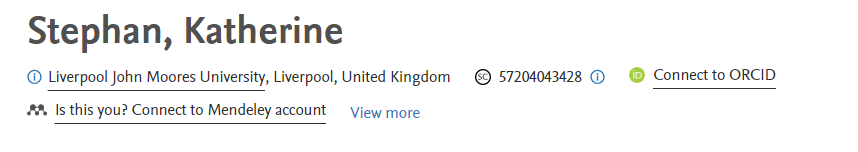 Stephan, Katherine
Liverpool John Moores University, Liverpool, United Kingdom SC 57204043428 Connect to ORCID
Is this you? Connect to Mendeley account View more